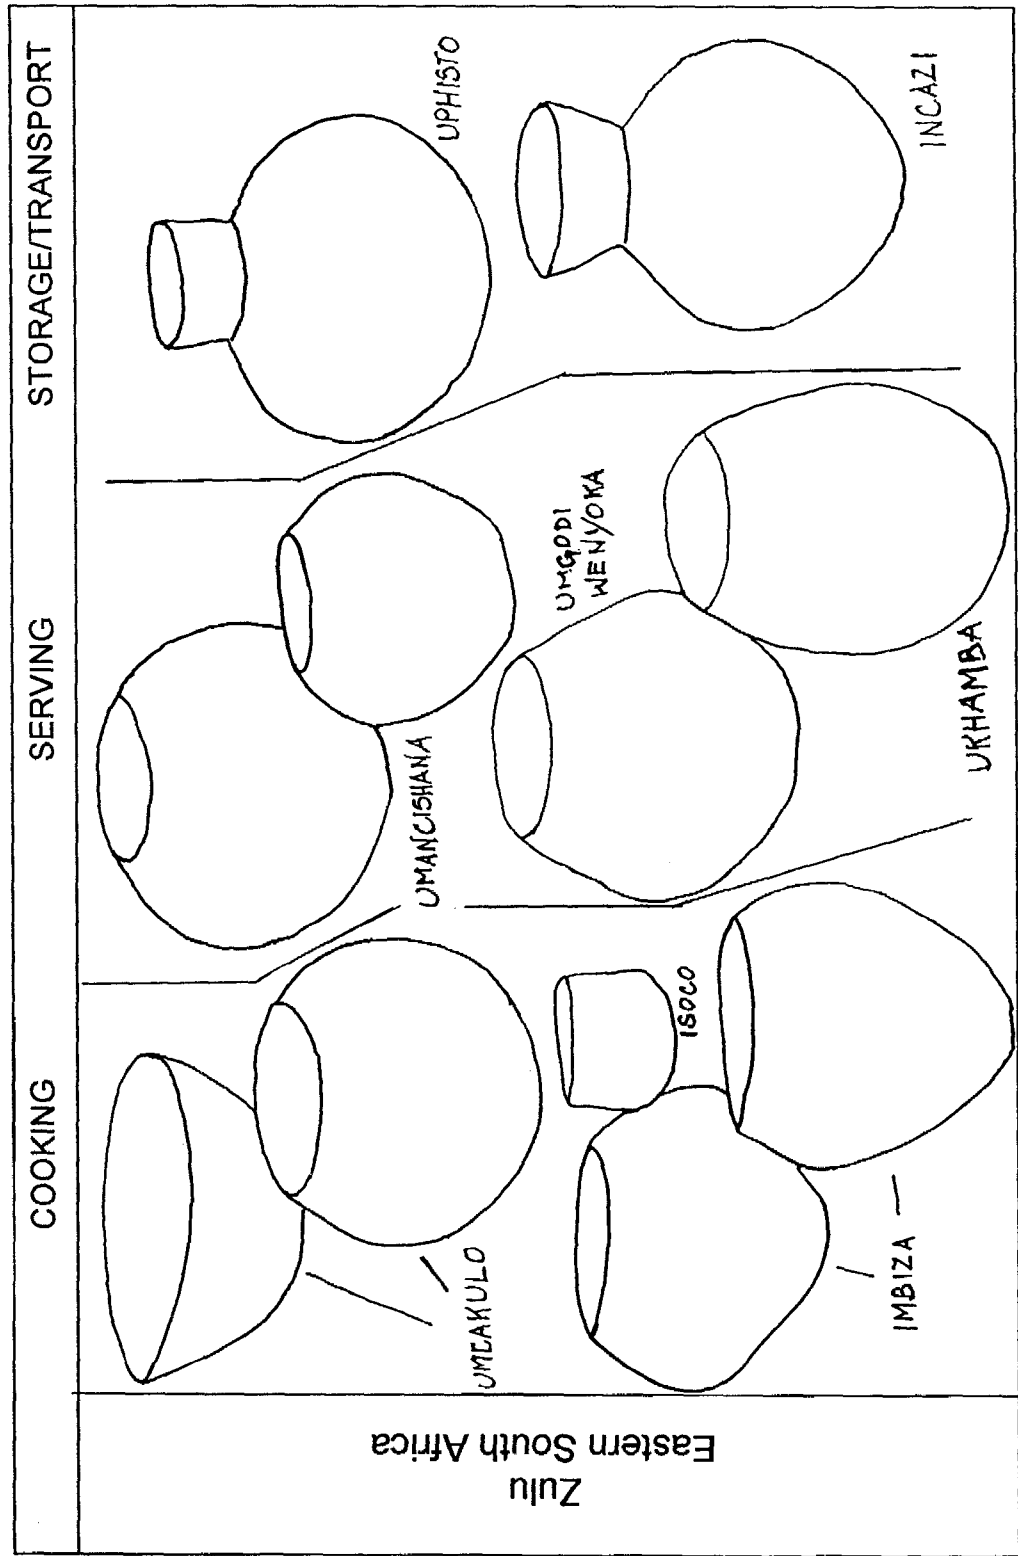 COOKING
SERVING
STORAGE/TRANSPORT
Zulu
Eastern South Africa
UMCAKULO
ISOCO
IMBIZA
UMANCISHANA
UMGODI
WENYOKA
UKHAMBA
UPHISTO
INCAZI